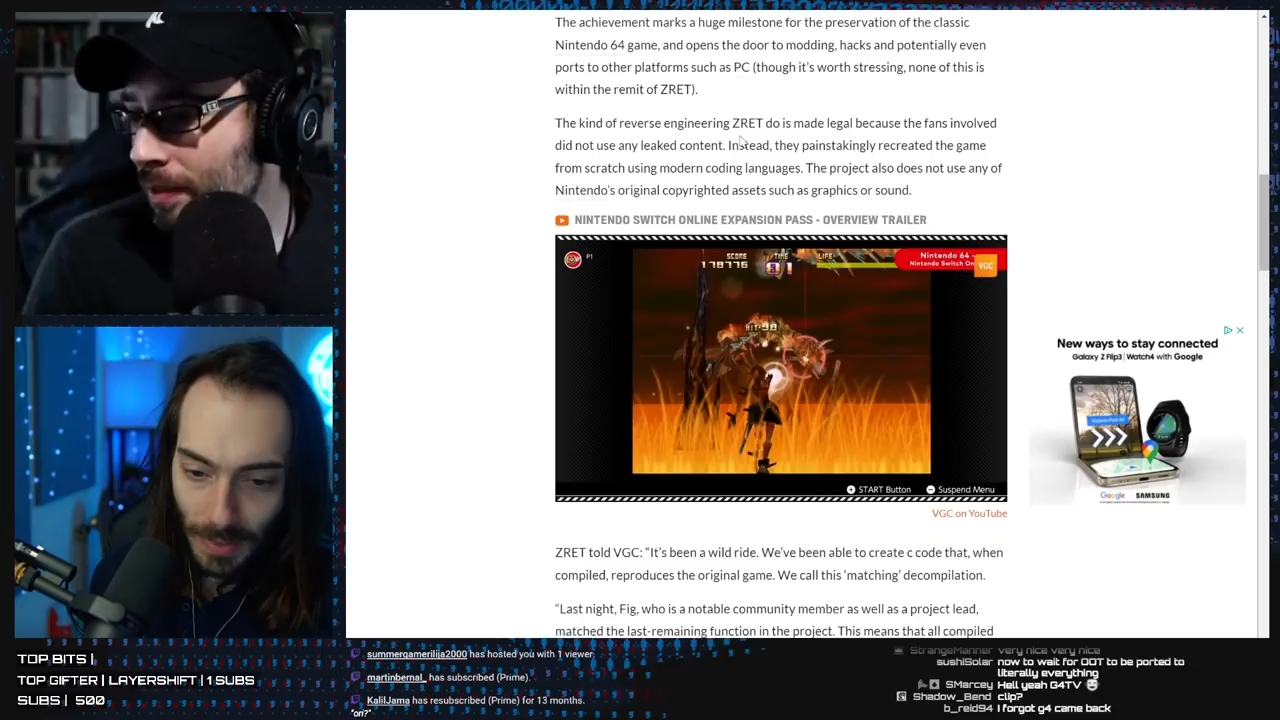 The achievement marks a huge milestone for the preservation of the classic
Nintendo 64 game, and opens the door to modding, hacks and potentially even
ports to other platforms such as PC (though it's worth stressing, none of this is
within the remit of ZRET).
The kind of reverse engineering ZRET do is made legal because the fans involved
did not use any leaked content. Instead, they painstakingly recreated the game
from scratch using modern coding languages. The project also does not use any of
Nintendo's original copyrighted assets such as graphics or sound.
NINTENDO SWITCH ONLINE EXPANSION PASS - OVERVIEW TRAILER
P1
SCORE
178776
TIME
LIFE
Nintendo 64 -
Nintendo Switch On
VGC
HIT-98
START Button
Suspend Menu
VGC on YouTube
New ways to stay connected
Galaxy Z Flip3 | Watch4 with Google
Google SAMSUNG
ZRET told VGC: “It's been a wild ride. We've been able to create c code that, when
compiled, reproduces the original game. We call this ‘matching’ decompilation.
“Last night, Fig, who is a notable community member as well as a project lead,
matched the last-remaining function in the project. This means that all compiled
TOP BITS |
TOP GIFTER | LAYERSHIFT | 1 SUBS
SUBS | 500
summergamerilija2000 has hosted you with 1 viewer.
martinbernal_ has subscribed (Prime).
KalilJama has resubscribed (Prime) for 13 months.
"ori?"
StrangeManner very nice very nice
sushiSolar now to wait for OOT to be ported to
literally everything
SMarcey Hell yeah G4TV
Shadow_Bend clip?
b_reid94 I forgot g4 came back